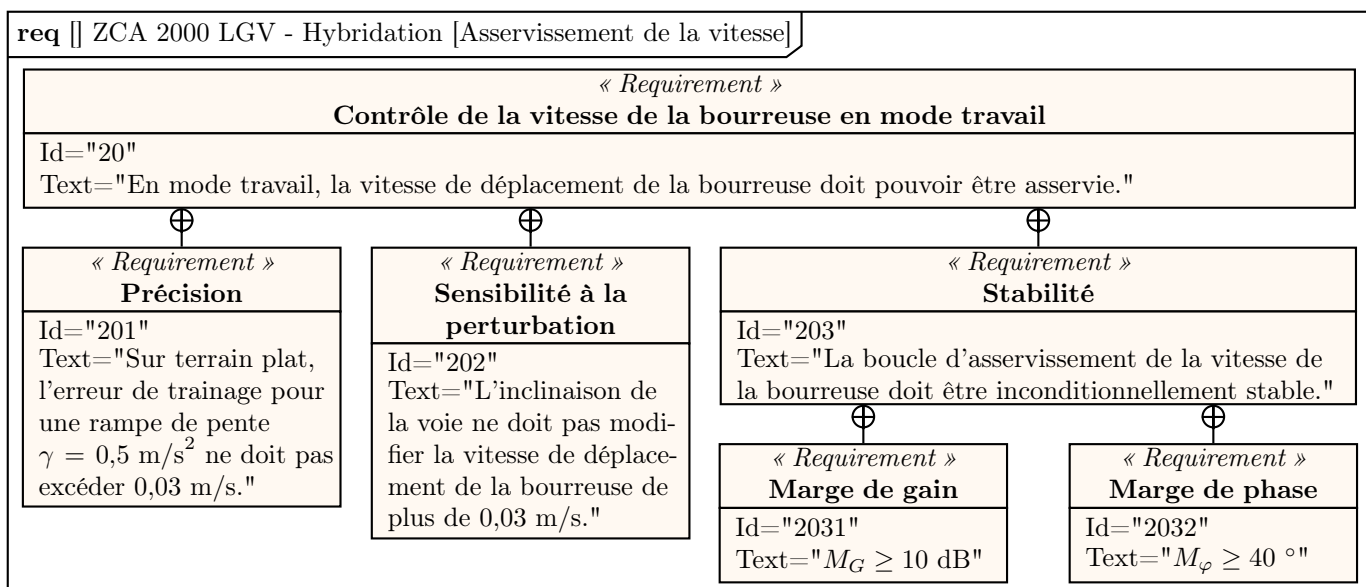 req [] ZCA 2000 LGV - Hybridation [Asservissement de la vitesse]
« Requirement »
Contrôle de la vitesse de la bourreuse en mode travail
Id="20"
Text="En mode travail, la vitesse de déplacement de la bourreuse doit pouvoir être asservie."
« Requirement »
Précision
Id="201"
Text="Sur terrain plat,
l'erreur de trainage pour
une rampe de pente
γ = 0,5 m/s² ne doit pas
excéder 0,03 m/s."
« Requirement »
Sensibilité à la
perturbation
Id="202"
Text="L'inclinaison de
la voie ne doit pas modi-
fier la vitesse de déplace-
ment de la bourreuse de
plus de 0,03 m/s."
« Requirement »
Stabilité
Id="203"
Text="La boucle d'asservissement de la vitesse de
la bourreuse doit être inconditionnellement stable."
« Requirement »
Marge de gain
Id="2031"
Text="M_G ≥ 10 dB"
« Requirement »
Marge de phase
Id="2032"
Text="M_φ ≥ 40 °"